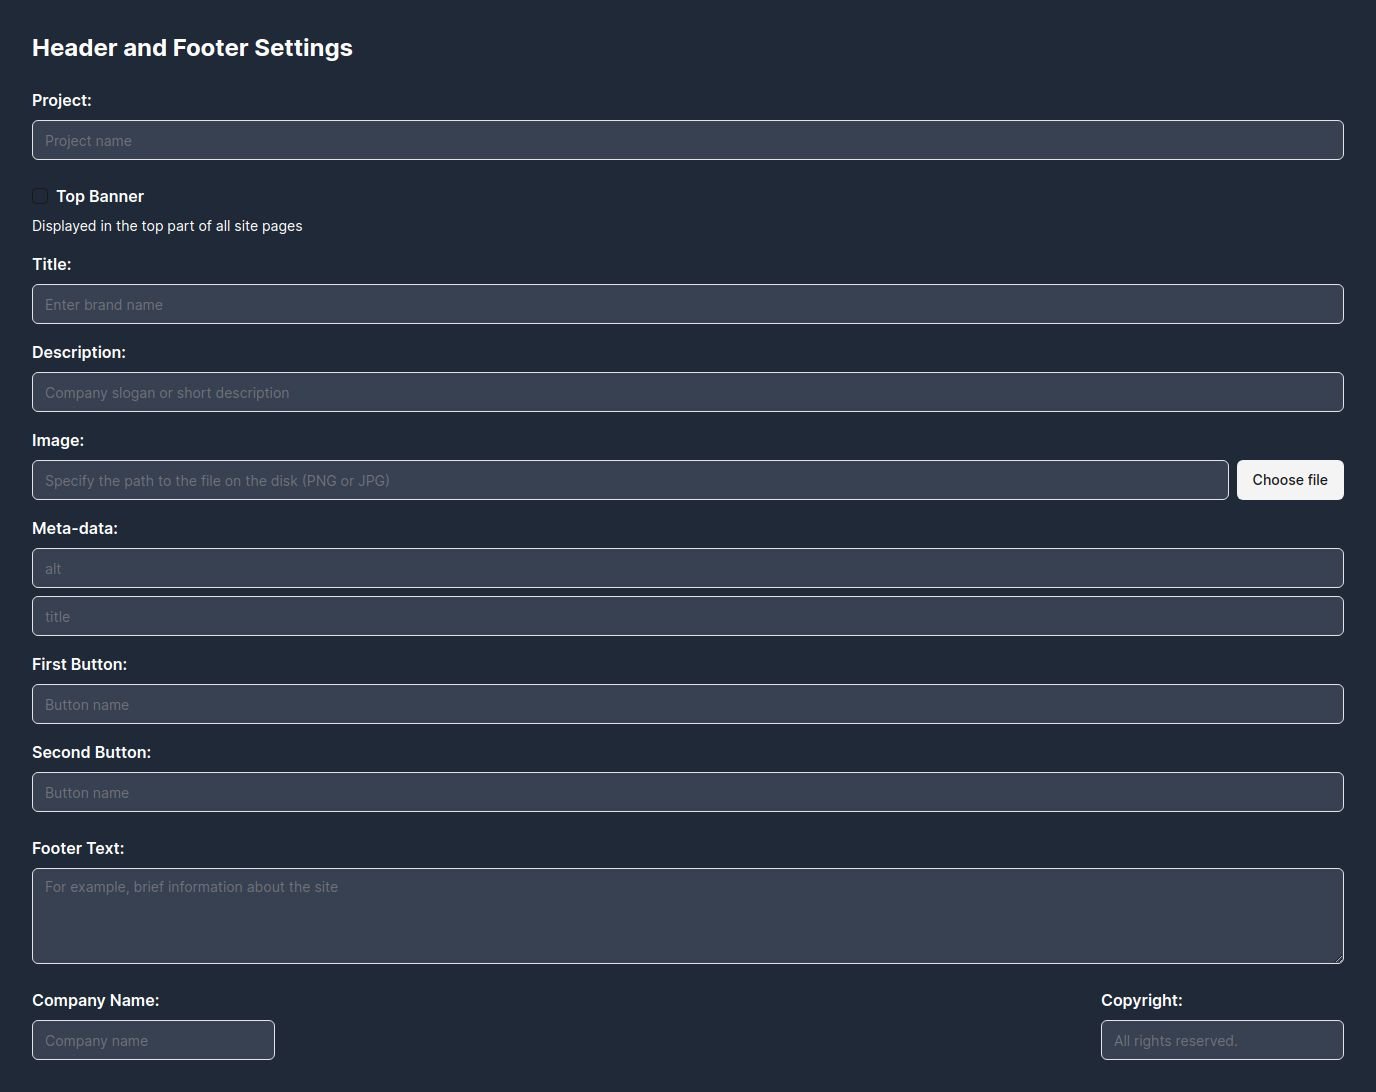 Header and Footer Settings
Project:
Project name
Top Banner
Displayed in the top part of all site pages
Title:
Enter brand name
Description:
Company slogan or short description
Image:
Specify the path to the file on the disk (PNG or JPG)
Choose file
Meta-data:
alt
title
First Button:
Button name
Second Button:
Button name
Footer Text:
For example, brief information about the site
Company Name:
Company name
Copyright:
All rights reserved.